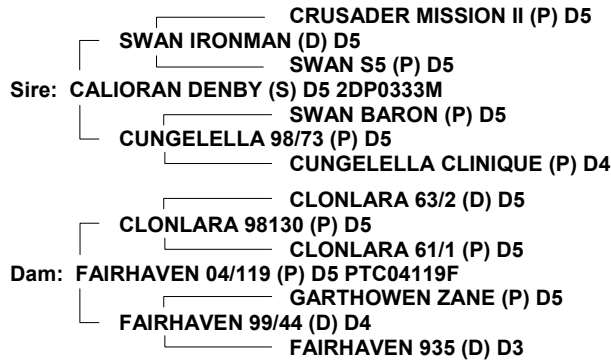 CRUSADER MISSION II (P) D5
SWAN IRONMAN (D) D5
SWAN S5 (P) D5
Sire: CALIORAN DENBY (S) D5 2DP0333M
SWAN BARON (P) D5
CUNGELELLA 98/73 (P) D5
CUNGELELLA CLINIQUE (P) D4
CLONLARA 63/2 (D) D5
CLONLARA 98130 (P) D5
CLONLARA 61/1 (P) D5
Dam: FAIRHAVEN 04/119 (P) D5 PTC04119F
GARTHOWEN ZANE (P) D5
FAIRHAVEN 99/44 (D) D4
FAIRHAVEN 935 (D) D3